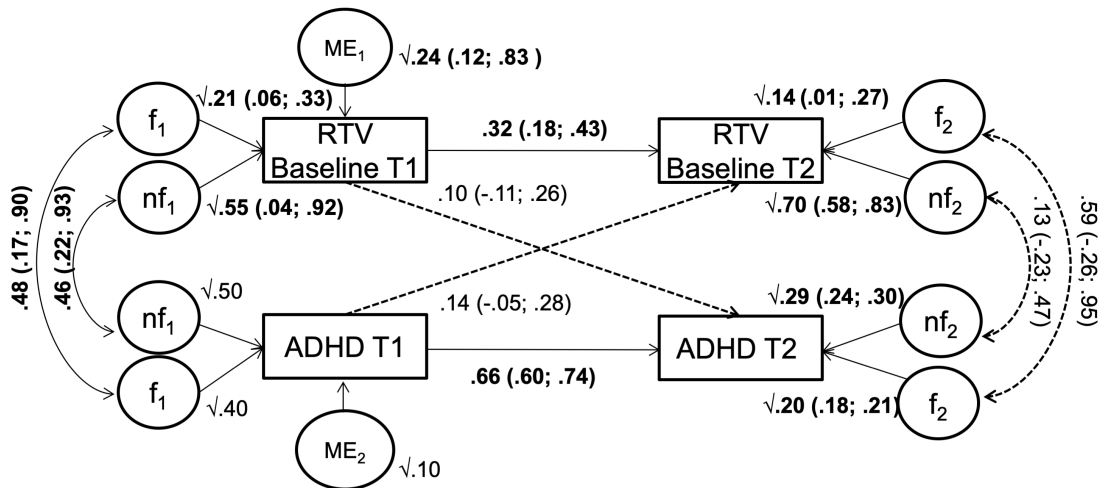 ME₁
√.24 (.12; .83 )
f₁
√.21 (.06; .33)
RTV
Baseline T1
.32 (.18; .43)
RTV
Baseline T2
√.14 (.01; .27)
f₂
nf₁
√.55 (.04; .92)
.10 (-.11; .26)
√.70 (.58; .83)
nf₂
.48 (.17; .90)
.46 (.22; .93)
.13 (-.23; .47)
.59 (-.26; .95)
nf₁
√.50
.14 (-.05; .28)
√.29 (.24; .30)
nf₂
ADHD T1
ADHD T2
.66 (.60; .74)
f₁
√.40
√.20 (.18; .21)
f₂
ME₂
√.10